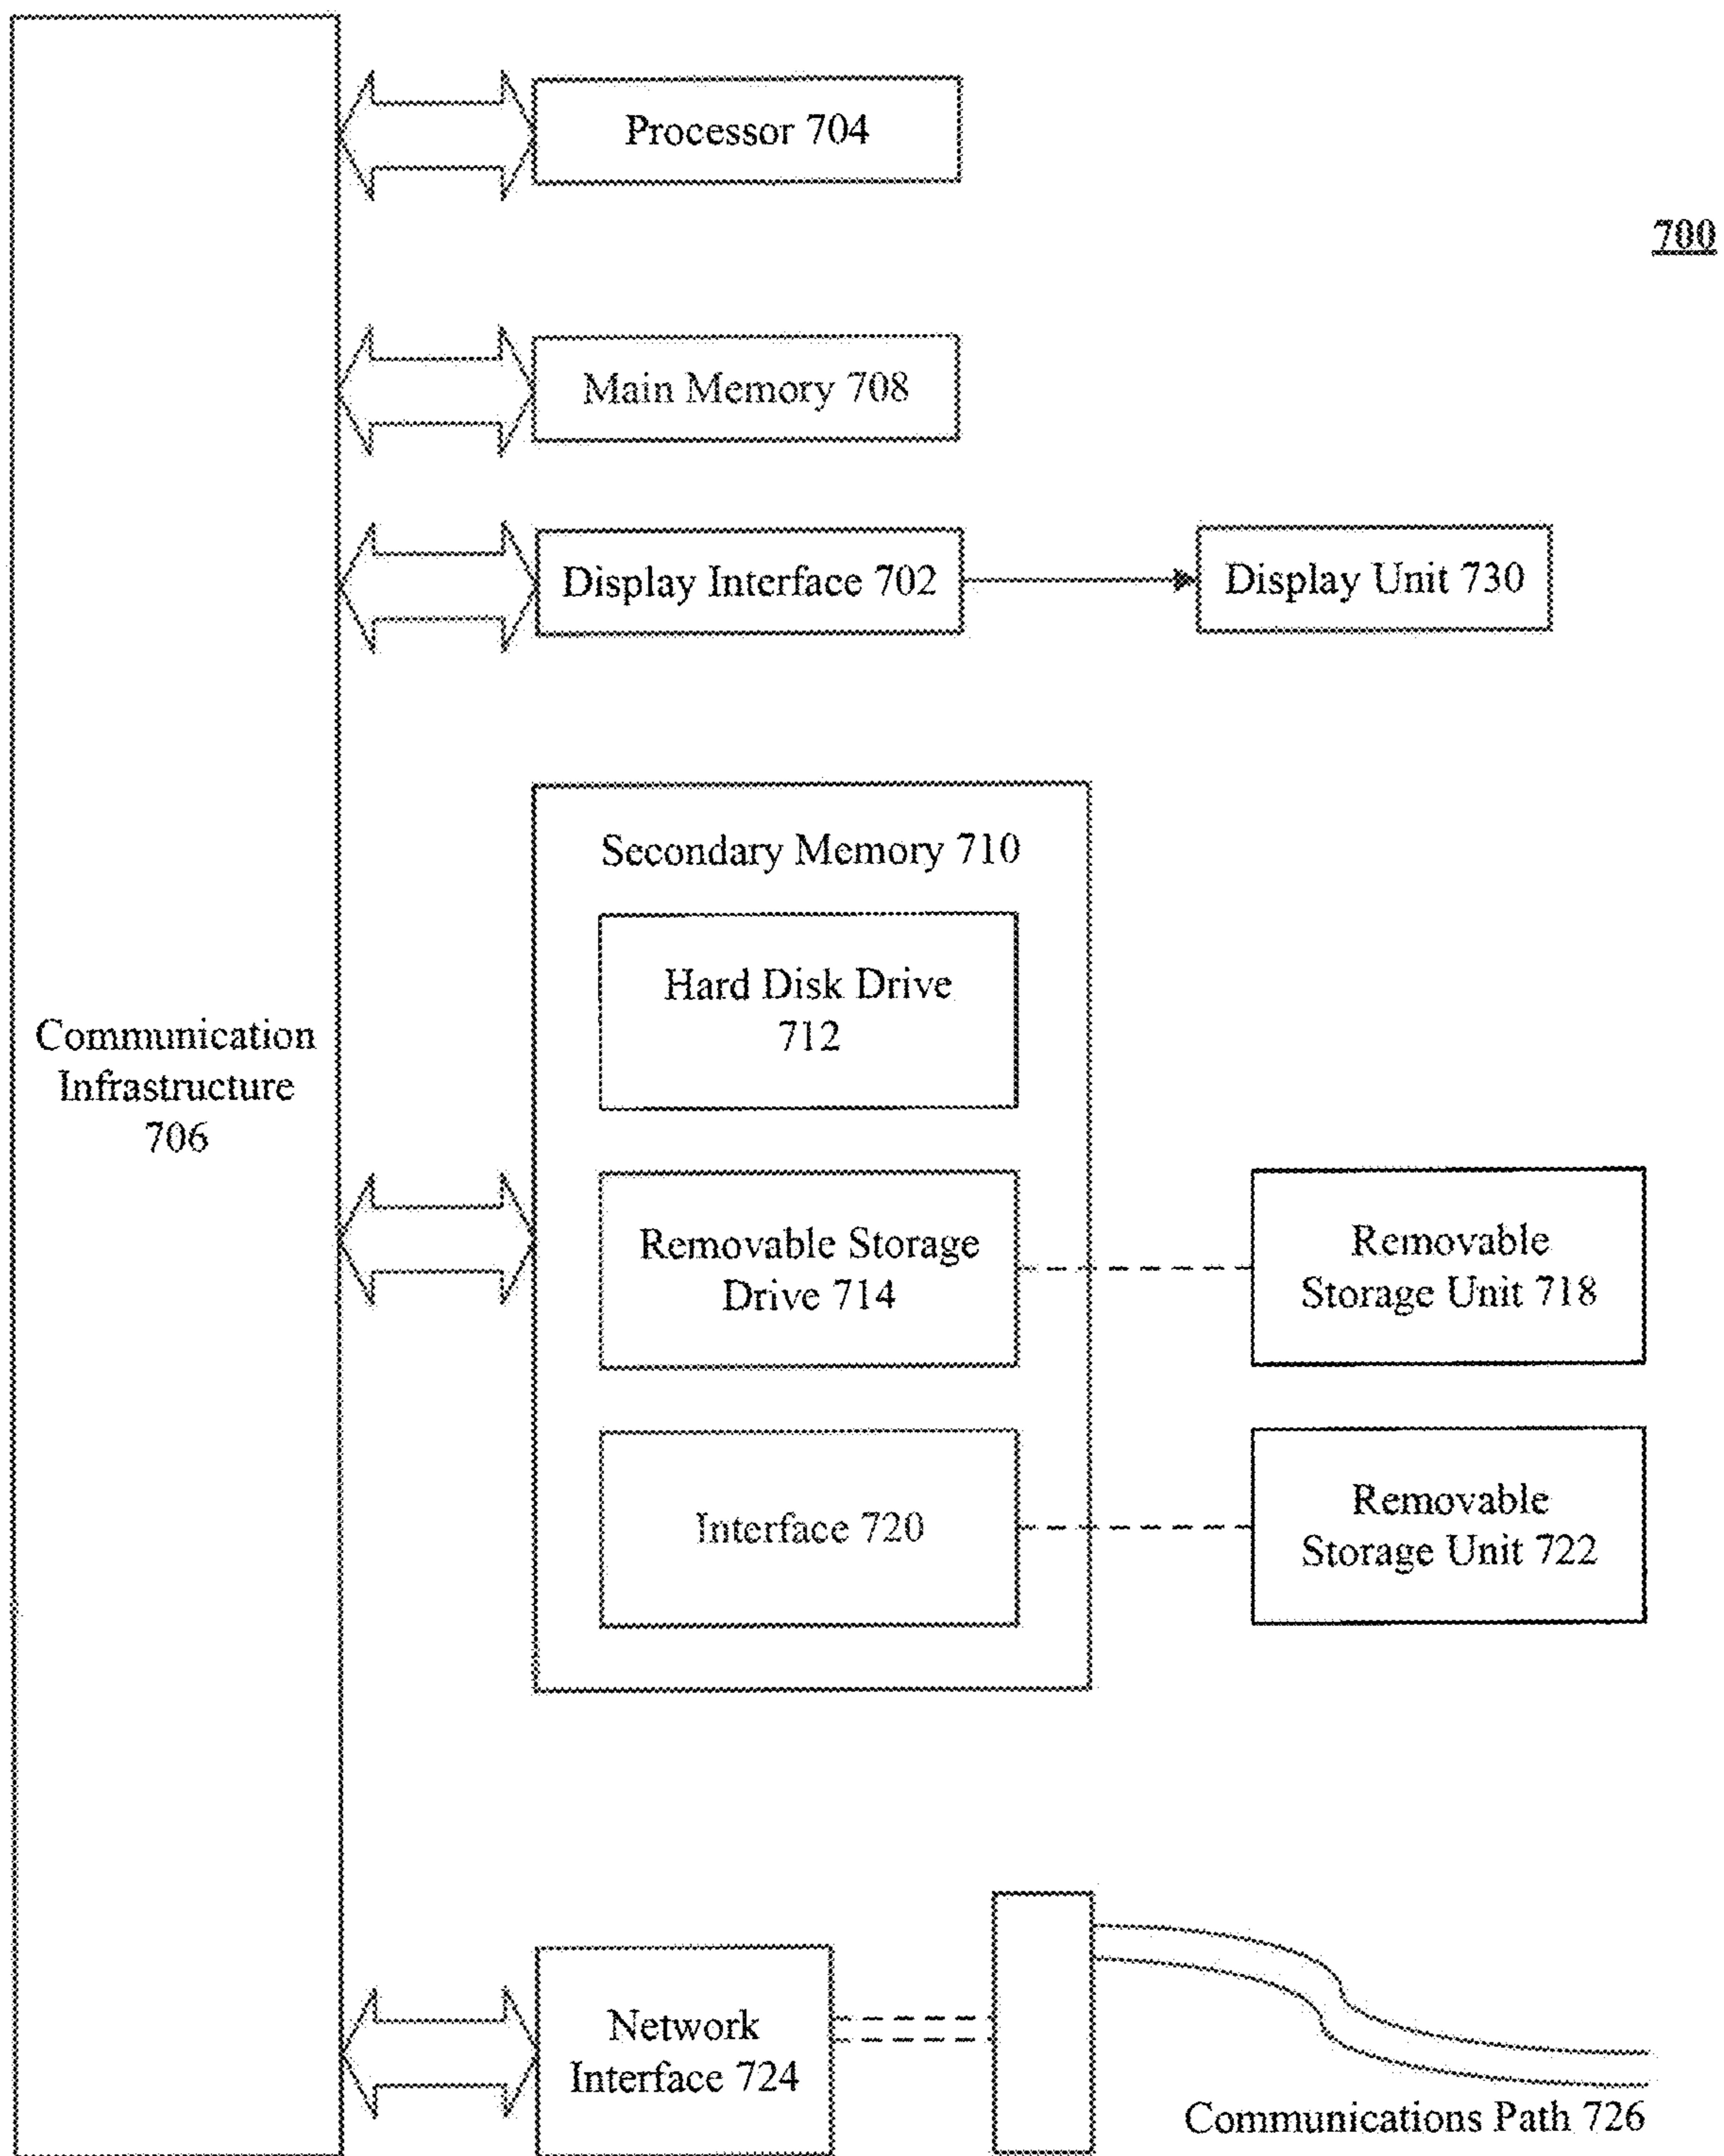 Processor 704
700
Main Memory 708
Display Interface 702
Display Unit 730
Secondary Memory 710
Hard Disk Drive
712
Communication
Infrastructure
706
Removable Storage
Drive 714
Removable
Storage Unit 718
Interface 720
Removable
Storage Unit 722
Network
Interface 724
Communications Path 726